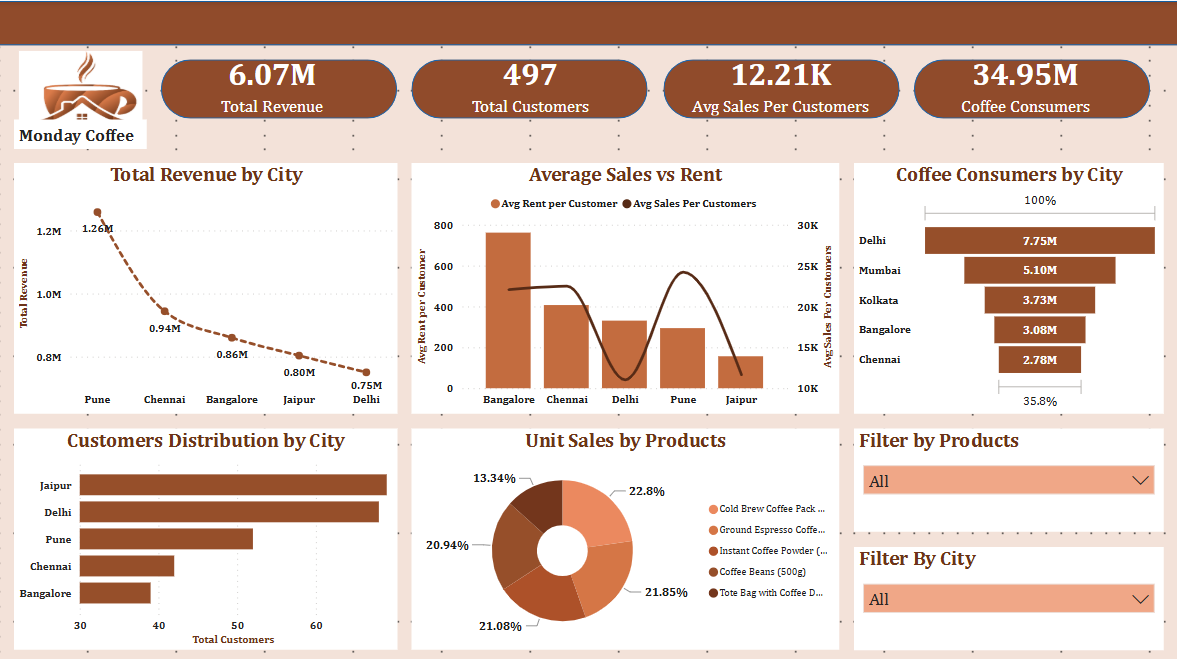 6.07M
Total Revenue
497
Total Customers
12.21K
Avg Sales Per Customers
34.95M
Coffee Consumers
Monday Coffee
Total Revenue by City
Total Revenue
1.2M
1.0M
0.8M
1.26M
0.94M
0.86M
0.80M
0.75M
Pune Chennai Bangalore Jaipur Delhi
Average Sales vs Rent
Avg Rent per Customer Avg Sales Per Customers
Avg Rent per Customer
800
600
400
200
0
30K
25K
20K
15K
10K
Avg Sales Per Customers
Bangalore Chennai Delhi Pune Jaipur
Coffee Consumers by City
100%
Delhi 7.75M
Mumbai 5.10M
Kolkata 3.73M
Bangalore 3.08M
Chennai 2.78M
35.8%
Customers Distribution by City
Jaipur
Delhi
Pune
Chennai
Bangalore
30 40 50 60
Total Customers
Unit Sales by Products
13.34%
22.8%
20.94%
21.85%
21.08%
Cold Brew Coffee Pack ...
Ground Espresso Coffe...
Instant Coffee Powder (...
Coffee Beans (500g)
Tote Bag with Coffee D...
Filter by Products
All
Filter By City
All